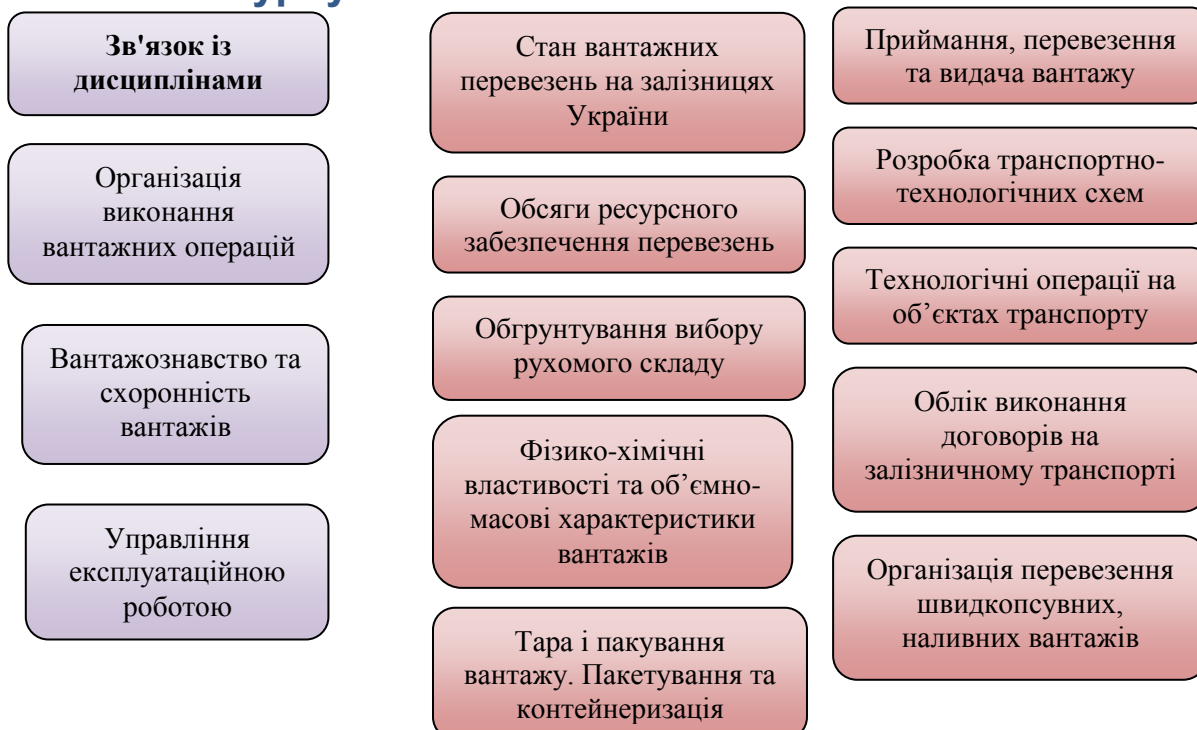 Зв'язок із
дисциплінами
Організація
виконання
вантажних операцій
Вантажознавство та
схоронність
вантажів
Управління
експлуатаційною
роботою
Стан вантажних
перевезень на залізницях
України
Обсяги ресурсного
забезпечення перевезень
Обгрунтування вибору
рухомого складу
Фізико-хімічні
властивості та об’ємно-
масові характеристики
вантажів
Тара і пакування
вантажу. Пакетування та
контейнеризація
Приймання, перевезення
та видача вантажу
Розробка транспортно-
технологічних схем
Технологічні операції на
об’єктах транспорту
Облік виконання
договорів на
залізничному транспорті
Організація перевезення
швидкопсувних,
наливних вантажів